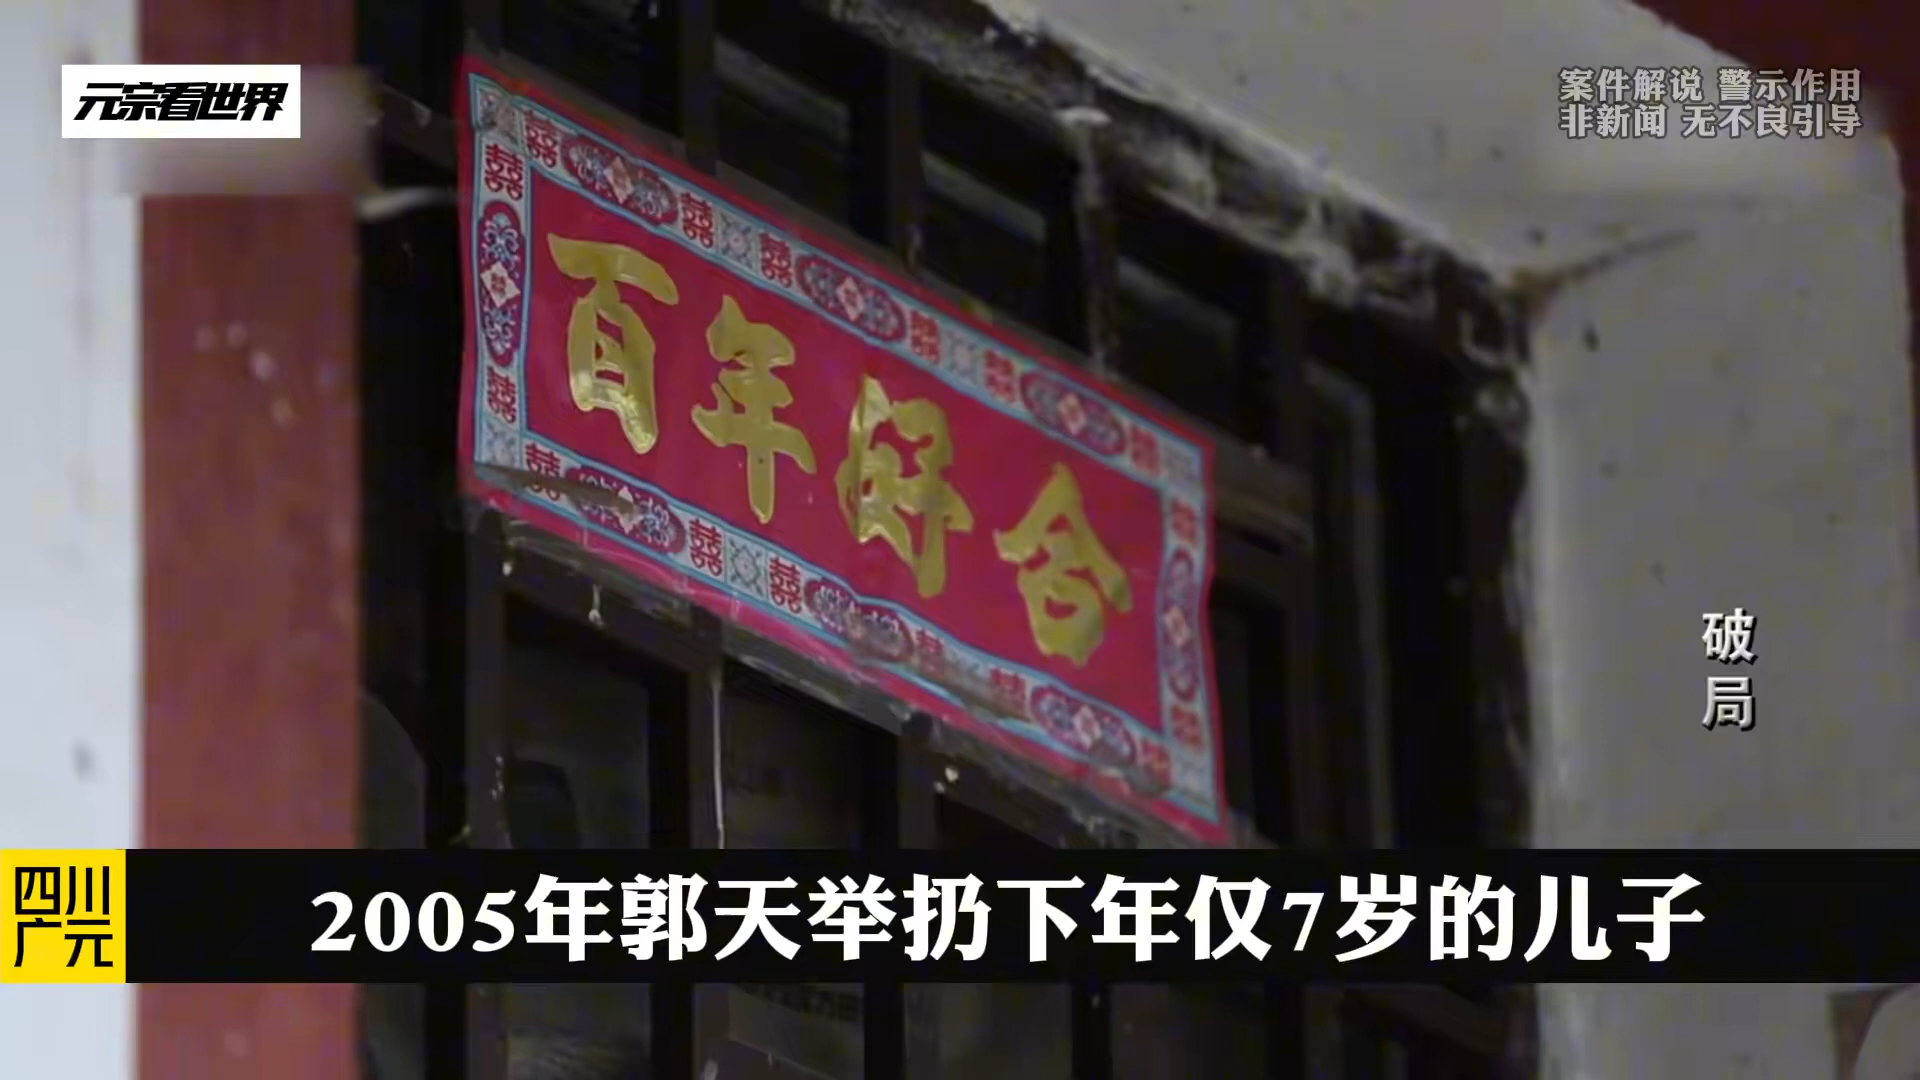 元宗看世界
案件解说 警示作用
非新闻 无不良引导
百年好合
破局
四川
广元
2005年郭天举扔下年仅7岁的儿子